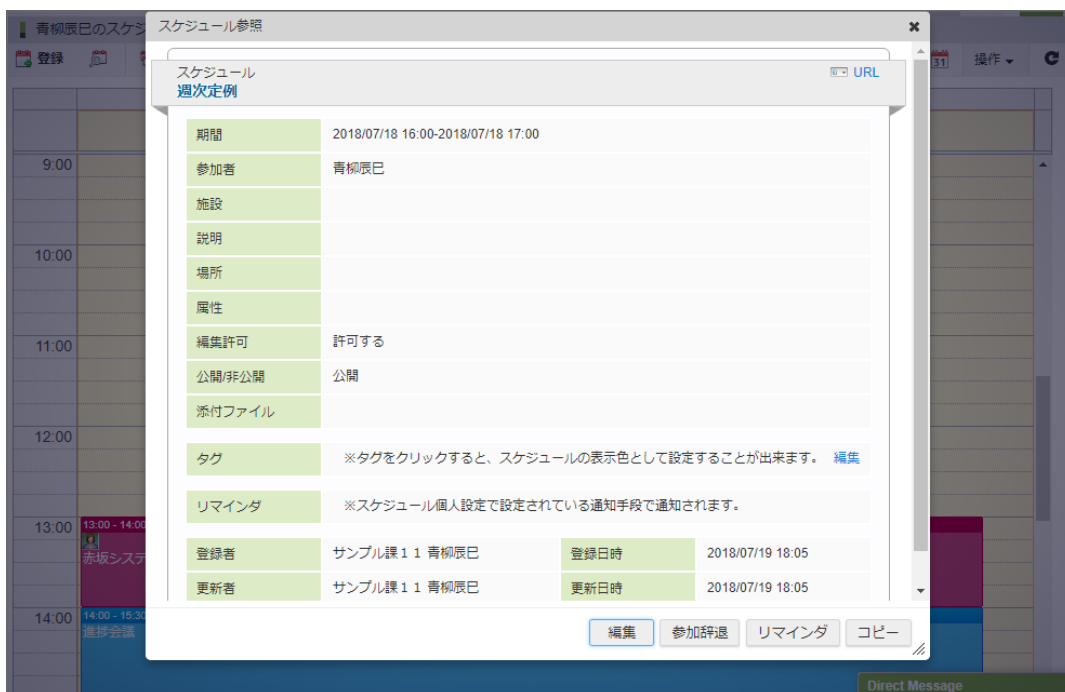 青柳辰巳のスケジ
スケジュール参照
登録
31
操作
スケジュール
URL
週次定例
期間 2018/07/18 16:00-2018/07/18 17:00
参加者 青柳辰巳
施設
説明
場所
属性
編集許可 許可する
公開/非公開 公開
添付ファイル
タグ ※タグをクリックすると、スケジュールの表示色として設定することが出来ます。 編集
リマインダ ※スケジュール個人設定で設定されている通知手段で通知されます。
登録者 サンプル課11 青柳辰巳 登録日時 2018/07/19 18:05
更新者 サンプル課11 青柳辰巳 更新日時 2018/07/19 18:05
編集 参加辞退 リマインダ コピー
9:00
10:00
11:00
12:00
13:00
13:00 - 14:00
赤坂システ
14:00
14:00 - 15:30
進捗会議
Direct Message